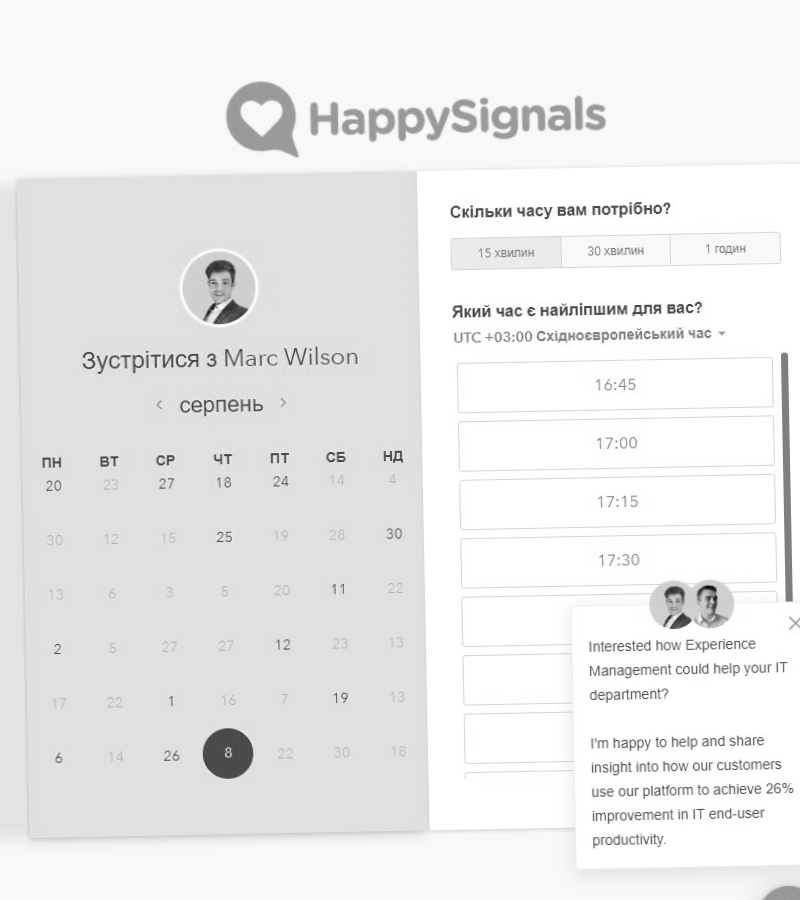 HappySignals
Зустрітися з Marc Wilson
серпень
ПН ВТ СР ЧТ ПТ СБ НД
20 23 27 18 24 14 4
30 12 15 25 19 28 30
13 6 3 5 20 11 22
2 5 27 27 12 23 13
17 22 1 16 7 19 13
6 14 26 8 22 30 18
Скільки часу вам потрібно?
15 хвилин 30 хвилин 1 годин
Який час є найліпшим для вас?
UTC +03:00 Східноєвропейський час
16:45
17:00
17:15
17:30
Interested how Experience
Management could help your IT
department?
I'm happy to help and share
insight into how our customers
use our platform to achieve 26%
improvement in IT end-user
productivity.